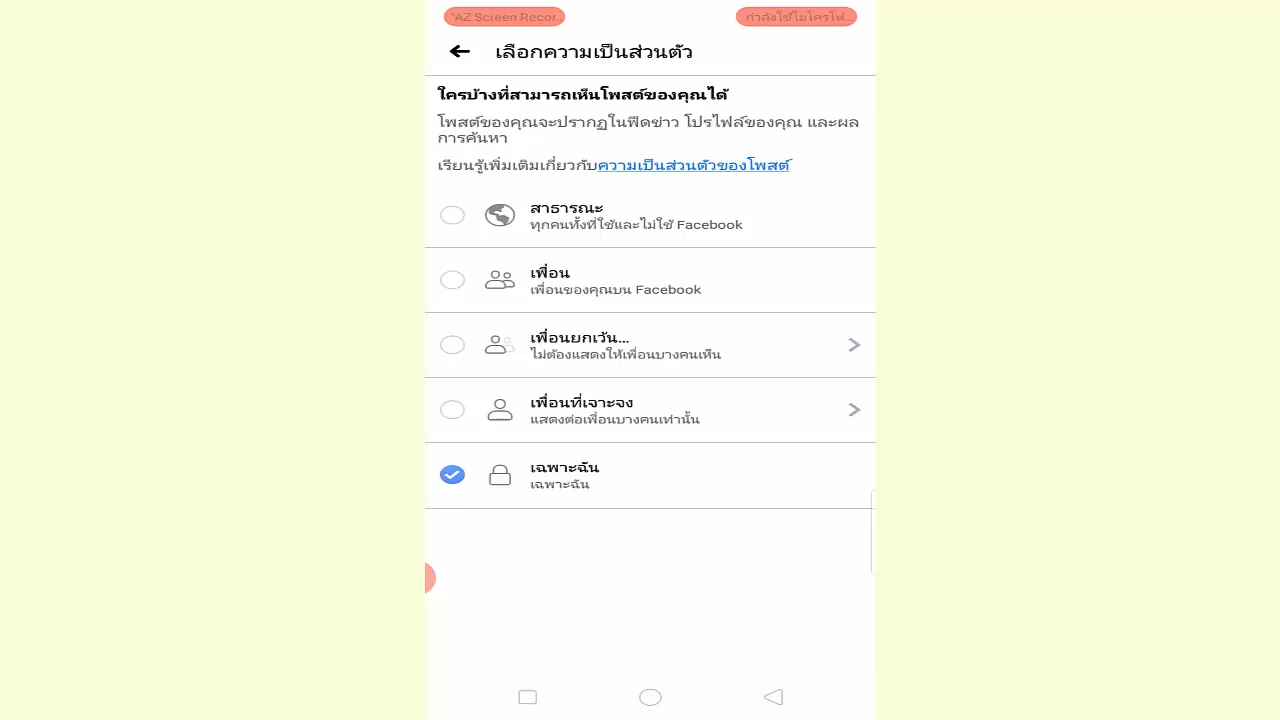 "AZ Screen Recor...
กำลังใช้ไมโครโฟ...
เลือกความเป็นส่วนตัว
ใครบ้างที่สามารถเห็นโพสต์ของคุณได้
โพสต์ของคุณจะปรากฏในฟีดข่าว โปรไฟล์ของคุณ และผล
การค้นหา
เรียนรู้เพิ่มเติมเกี่ยวกับความเป็นส่วนตัวของโพสต์
สาธารณะ
ทุกคนทั้งที่ใช้และไม่ใช้ Facebook
เพื่อน
เพื่อนของคุณบน Facebook
เพื่อนยกเว้น...
ไม่ต้องแสดงให้เพื่อนบางคนเห็น
เพื่อนที่เจาะจง
แสดงต่อเพื่อนบางคนเท่านั้น
เฉพาะฉัน
เฉพาะฉัน